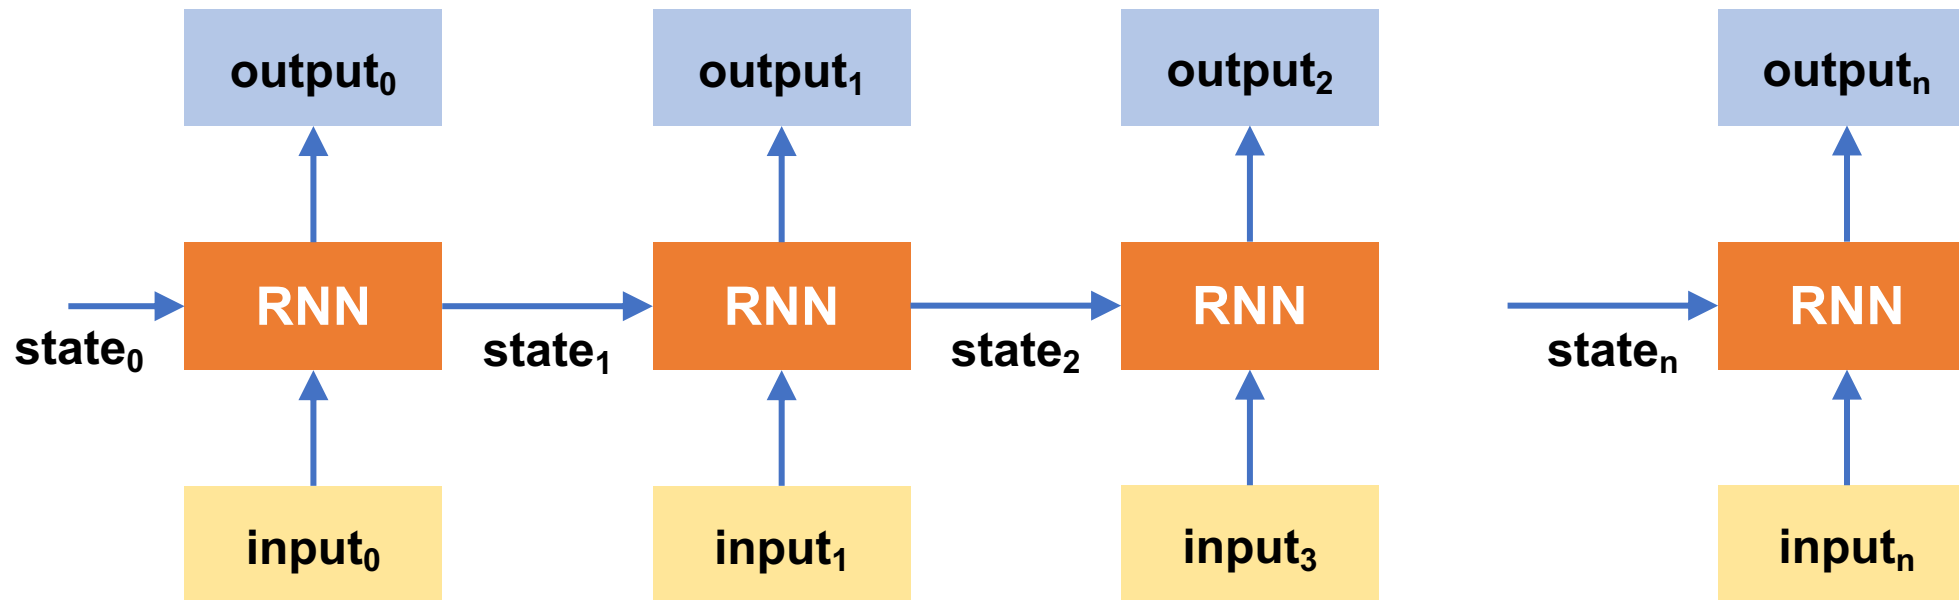 output₀ output₁ output₂ outputₙ
RNN RNN RNN RNN
state₀ state₁ state₂ stateₙ
input₀ input₁ input₃ inputₙ